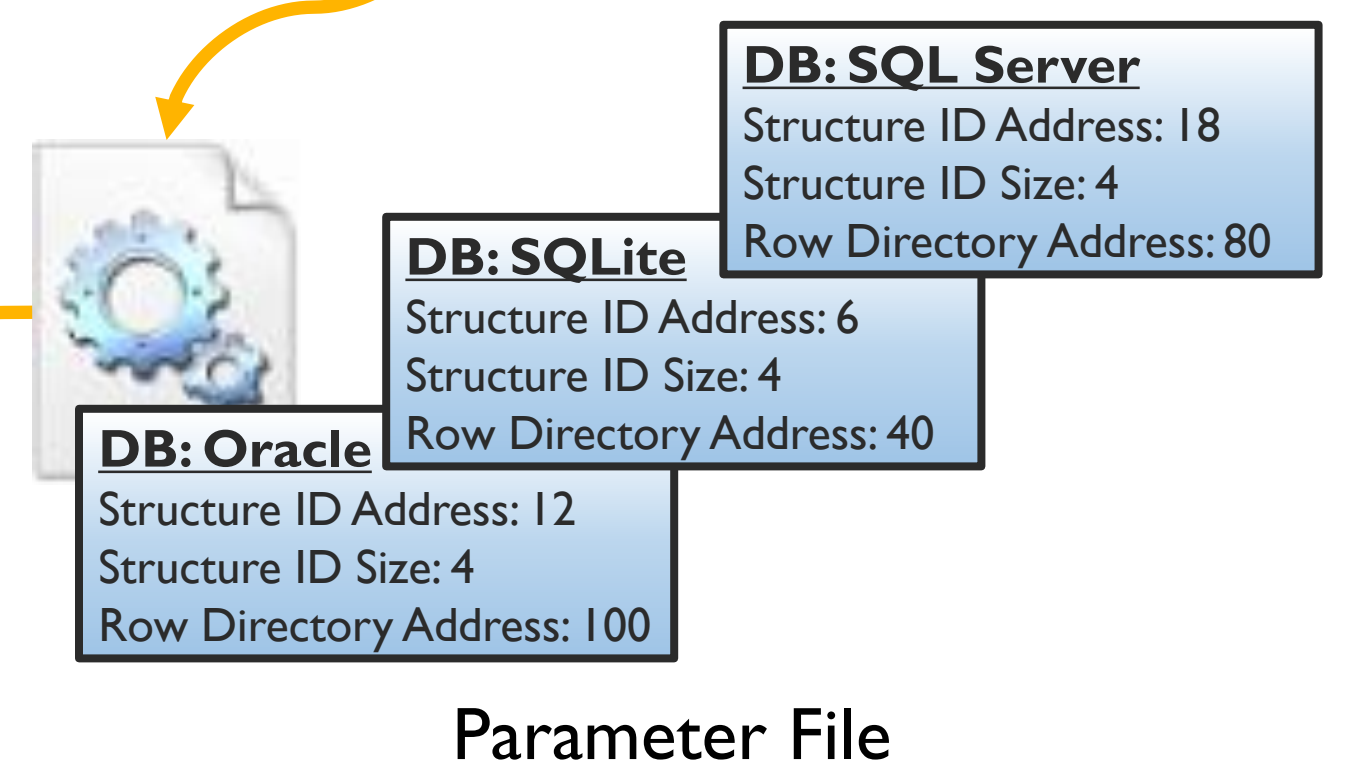 DB: SQL Server
Structure ID Address: 18
Structure ID Size: 4
Row Directory Address: 80
DB: SQLite
Structure ID Address: 6
Structure ID Size: 4
Row Directory Address: 40
DB: Oracle
Structure ID Address: 12
Structure ID Size: 4
Row Directory Address: 100
Parameter File